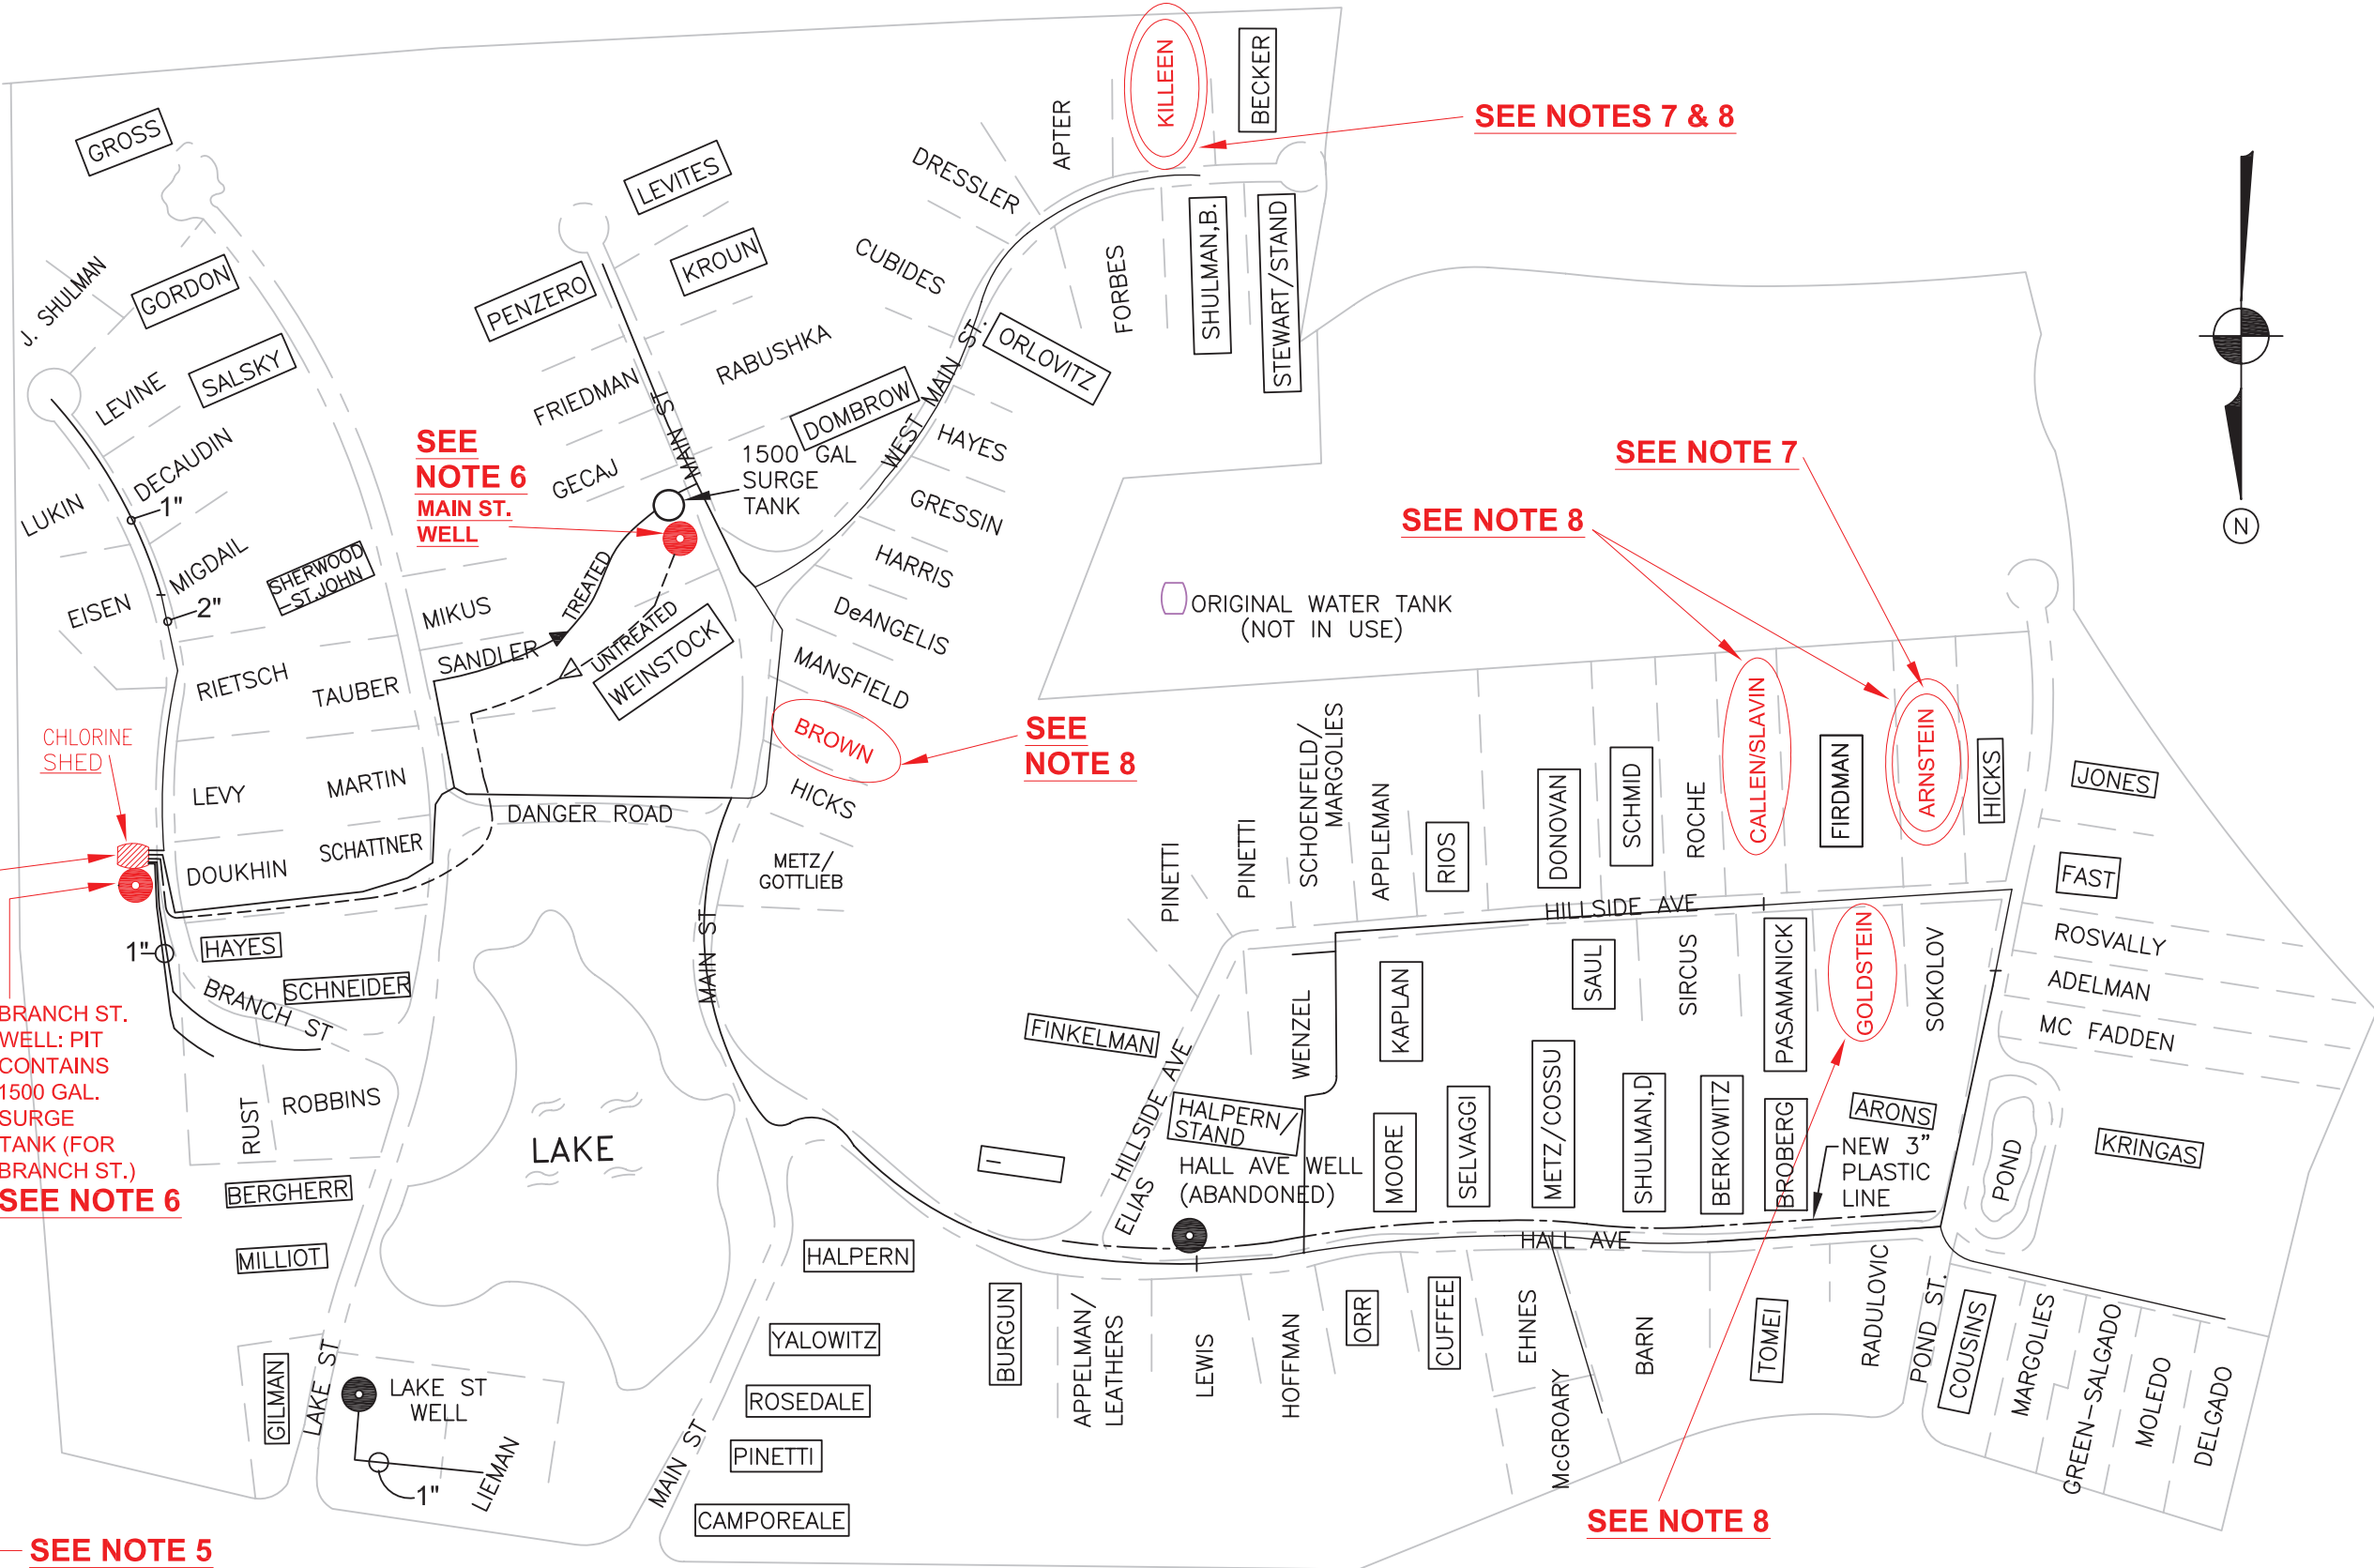 KILLEEN
BECKER
SEE NOTES 7 & 8
APTER
DRESSLER
GROSS
LEVITES
KROUN
PENZERO
CUBIDES
FORBES
SHULMAN,B.
STEWART/STAND
J. SHULMAN
GORDON
SALSKY
LEVINE
DECAUDIN
LUKIN
1"
MIGDAIL
EISEN
2"
SHERWOOD
-ST.JOHN
RABUSHKA
FRIEDMAN
GECAJ
DOMBROW
ORLOVITZ
WEST MAIN ST.
MAIN ST
1500 GAL
SURGE
TANK
SEE
NOTE 6
MAIN ST.
WELL
HAYES
GRESSIN
HARRIS
DeANGELIS
MANSFIELD
BROWN
SEE
NOTE 8
HICKS
METZ/
GOTTLIEB
TREATED
UNTREATED
WEINSTOCK
MIKUS
SANDLER
RIETSCH
TAUBER
LEVY
MARTIN
DOUKHIN
SCHATTNER
DANGER ROAD
CHLORINE
SHED
HAYES
1"
SCHNEIDER
BRANCH ST
BRANCH ST.
WELL: PIT
CONTAINS
1500 GAL.
SURGE
TANK (FOR
BRANCH ST.)
SEE NOTE 6
RUST
ROBBINS
BERGHERR
MILLIOT
GILMAN
LAKE ST
LAKE ST
WELL
1"
LIEMAN
SEE NOTE 5
LAKE
MAIN ST
HALPERN
YALOWITZ
ROSEDALE
PINETTI
CAMPOREALE
MAIN ST
N
SEE NOTE 7
SEE NOTE 8
ORIGINAL WATER TANK
(NOT IN USE)
PINETTI
PINETTI
SCHOENFELD/
MARGOLIES
APPLEMAN
RIOS
DONOVAN
SCHMID
ROCHE
CALLEN/SLAVIN
FIRDMAN
ARNSTEIN
HICKS
JONES
FAST
ROSVALLY
ADELMAN
MC FADDEN
KRINGAS
HILLSIDE AVE
FINKELMAN
HILLSIDE AVE
WENZEL
KAPLAN
SAUL
SIRCUS
PASAMANICK
GOLDSTEIN
SOKOLOV
HALPERN/
STAND
HALL AVE WELL
(ABANDONED)
ELIAS
MOORE
SELVAGGI
METZ/COSSU
SHULMAN,D
BERKOWITZ
BROBERG
ARONS
NEW 3"
PLASTIC
LINE
POND
HALL AVE
BURGUN
APPELMAN/
LEATHERS
LEWIS
HOFFMAN
ORR
CUFFEE
EHNES
McGROARY
BARN
TOMEI
RADULOVIC
POND ST.
COUSINS
MARGOLIES
GREEN-SALGADO
MOLEDO
DELGADO
SEE NOTE 8